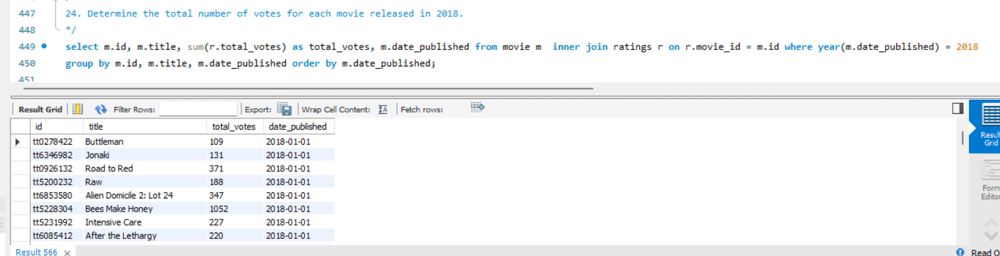 447 24. Determine the total number of votes for each movie released in 2018.
448 */
449 select m.id, m.title, sum(r.total_votes) as total_votes, m.date_published from movie m  inner join ratings r on r.movie_id = m.id where year(m.date_published) = 2018
450 group by m.id, m.title, m.date_published order by m.date_published;
451
Result Grid Filter Rows: Export: Wrap Cell Content: Fetch rows:
id title total_votes date_published
tt0278422 Buttleman 109 2018-01-01
tt6346982 Jonaki 131 2018-01-01
tt0926132 Road to Red 371 2018-01-01
tt5200232 Raw 188 2018-01-01
tt6853580 Alien Domicile 2: Lot 24 347 2018-01-01
tt5228304 Bees Make Honey 1052 2018-01-01
tt5231992 Intensive Care 227 2018-01-01
tt6085412 After the Lethargy 220 2018-01-01
Result
Grid
Form
Editor
Result 566
Read O